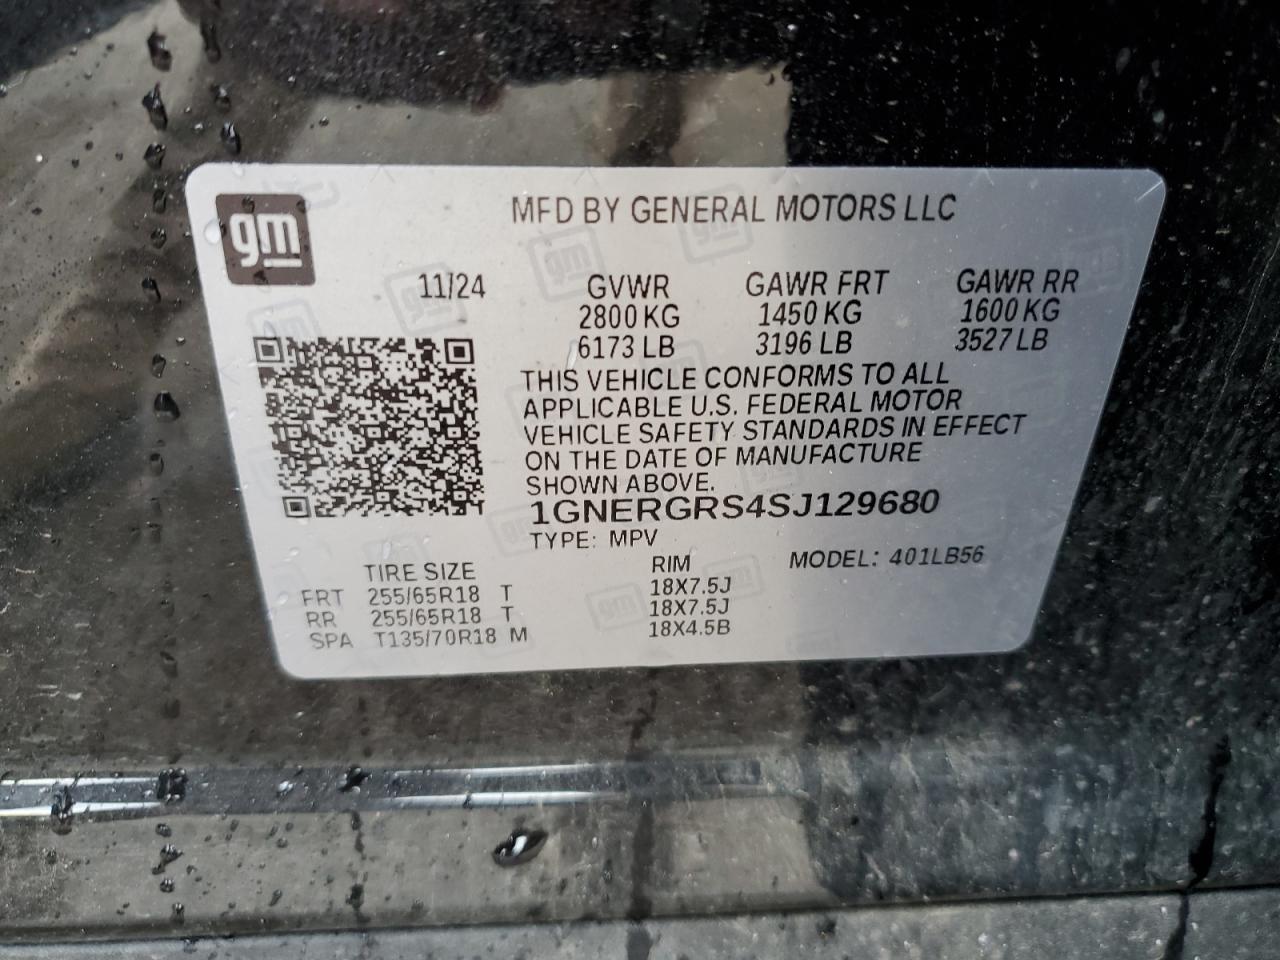 gm
MFD BY GENERAL MOTORS LLC
11/24 GVWR GAWR FRT GAWR RR
2800 KG 1450 KG 1600 KG
6173 LB 3196 LB 3527 LB
THIS VEHICLE CONFORMS TO ALL
APPLICABLE U.S. FEDERAL MOTOR
VEHICLE SAFETY STANDARDS IN EFFECT
ON THE DATE OF MANUFACTURE
SHOWN ABOVE.
1GNERGRS4SJ129680
TYPE: MPV
TIRE SIZE RIM MODEL: 401LB56
FRT 255/65R18 T 18X7.5J
RR 255/65R18 T 18X7.5J
SPA T135/70R18 M 18X4.5B